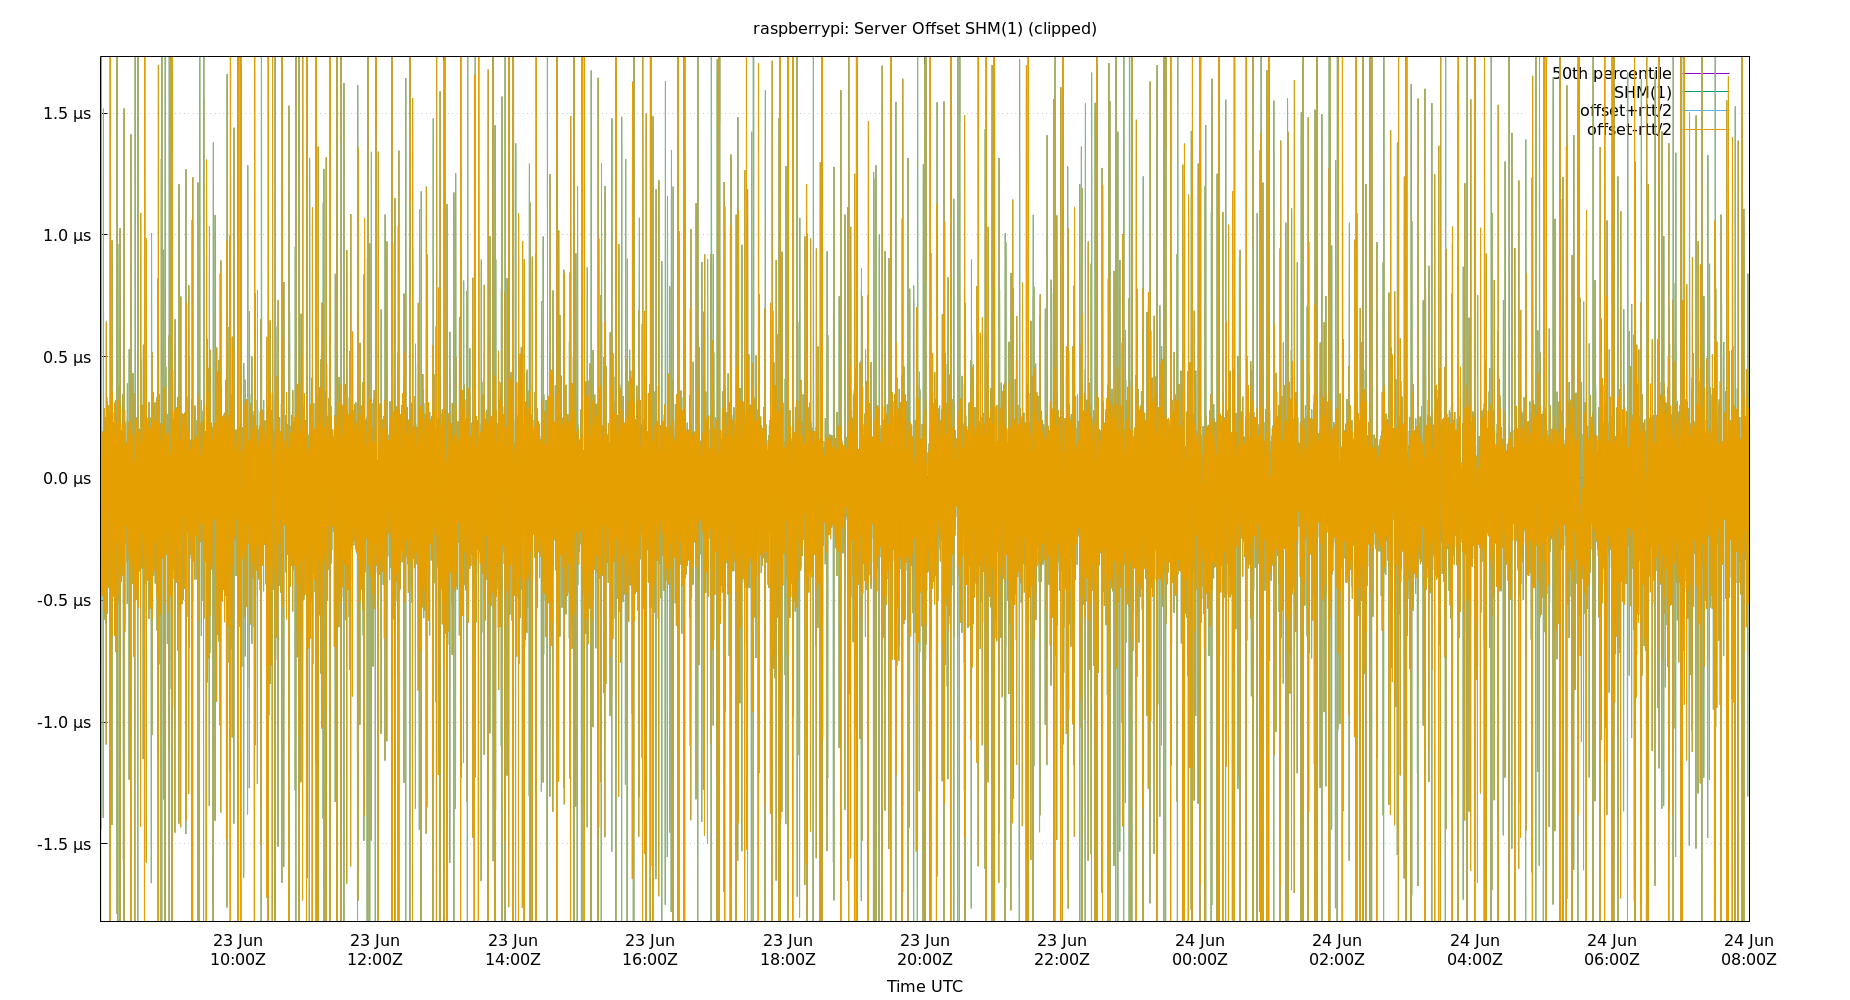 raspberrypi: Server Offset SHM(1) (clipped)
50th percentile
SHM(1)
offset+rtt/2
offset-rtt/2
1.5 µs
1.0 µs
0.5 µs
0.0 µs
-0.5 µs
-1.0 µs
-1.5 µs
23 Jun 23 Jun 23 Jun 23 Jun 23 Jun 23 Jun 23 Jun 24 Jun 24 Jun 24 Jun 24 Jun 24 Jun
10:00Z 12:00Z 14:00Z 16:00Z 18:00Z 20:00Z 22:00Z 00:00Z 02:00Z 04:00Z 06:00Z 08:00Z
Time UTC